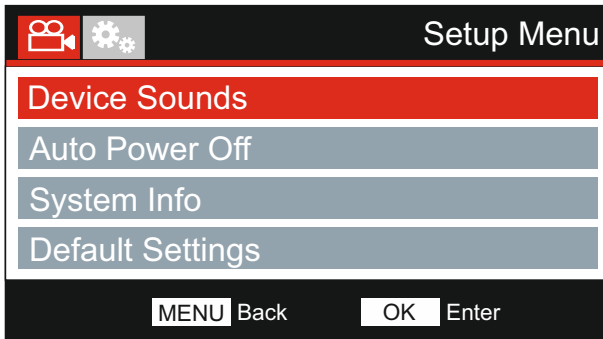 Setup Menu
Device Sounds
Auto Power Off
System Info
Default Settings
MENU Back OK Enter